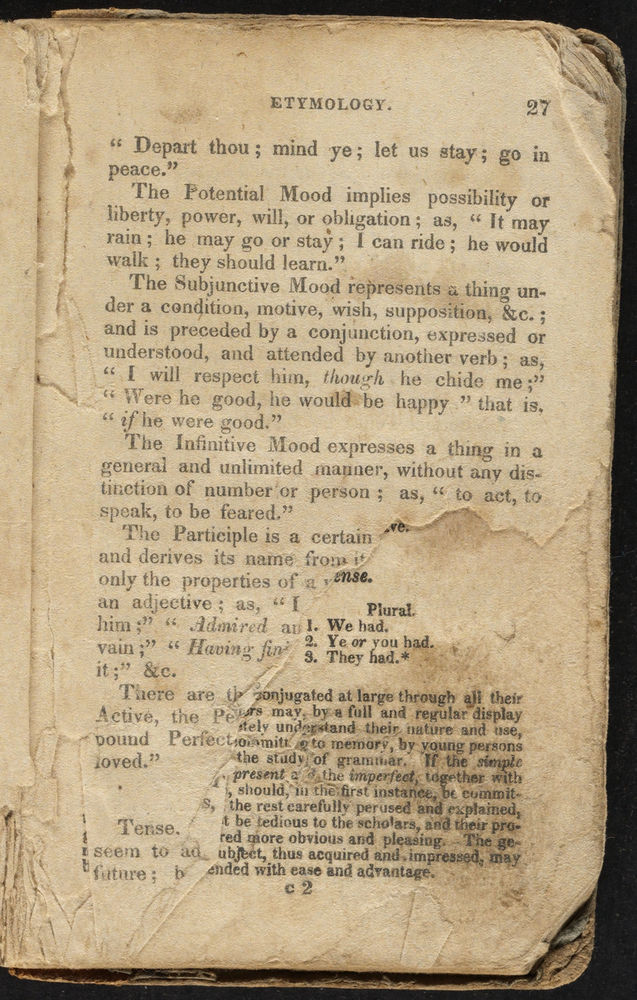 ETYMOLOGY. 27
“ Depart thou ; mind ye ; let us stay ; go in
peace.”
The Potential Mood implies possibility or
liberty, power, will, or obligation ; as, “ It may
rain ; he may go or stay ; I can ride ; he would
walk ; they should learn.”
The Subjunctive Mood represents a thing un-
der a condition, motive, wish, supposition, &c. ;
and is preceded by a conjunction, expressed or
understood, and attended by another verb ; as,
“ I will respect him, though he chide me ;”
“ Were he good, he would be happy ” that is,
“ if he were good.”
The Infinitive Mood expresses a thing in a
general and unlimited manner, without any dis-
tinction of number or person ; as, “ to act, to
speak, to be feared.”
The Participle is a certain
and derives its name from
only the properties of a
an adjective ; as, “ I
him ;” “ Admired
vain ;” “ Having
it ;” &c.
There are
Active, the
pound Perfect
loved.”
Tense.
seem to
future ;
Plural.
1. We had.
2. Ye or you had.
3. They had.*
conjugated at large through all their
may, by a full and regular display
understand their nature and use,
to memory, by young persons
the study of grammar. If the simple
present the imperfect, together with
should, in the first instance, be commit-
the rest carefully perused and explained,
be tedious to the scholars, and their pro-
more obvious and pleasing. The ge-
thus acquired and impressed, may
with ease and advantage.
C 2